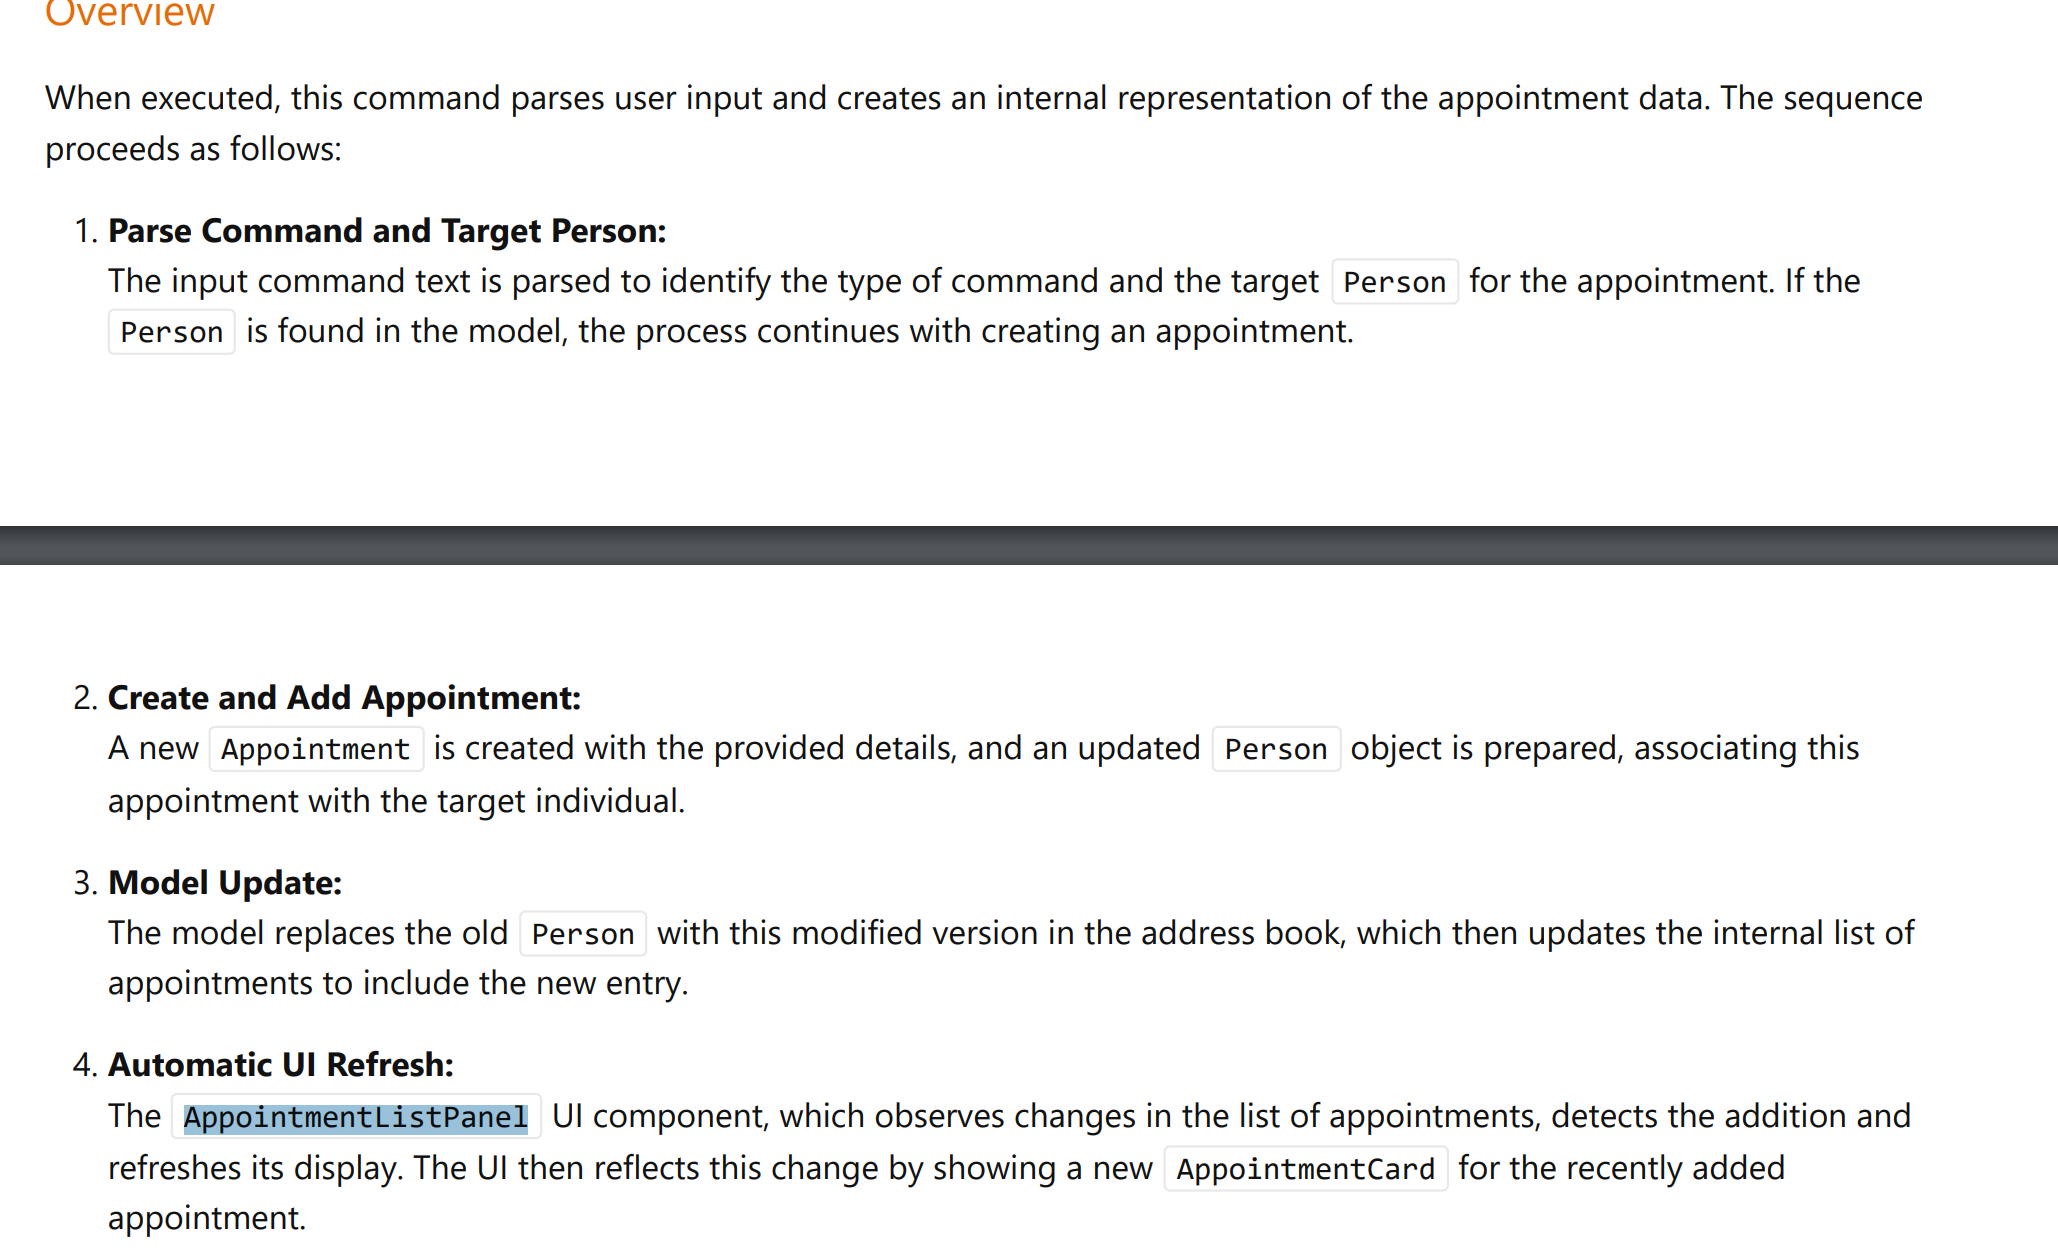 Overview
When executed, this command parses user input and creates an internal representation of the appointment data. The sequence
proceeds as follows:
1. Parse Command and Target Person:
The input command text is parsed to identify the type of command and the target Person for the appointment. If the
Person is found in the model, the process continues with creating an appointment.
2. Create and Add Appointment:
A new Appointment is created with the provided details, and an updated Person object is prepared, associating this
appointment with the target individual.
3. Model Update:
The model replaces the old Person with this modified version in the address book, which then updates the internal list of
appointments to include the new entry.
4. Automatic UI Refresh:
The AppointmentListPanel UI component, which observes changes in the list of appointments, detects the addition and
refreshes its display. The UI then reflects this change by showing a new AppointmentCard for the recently added
appointment.